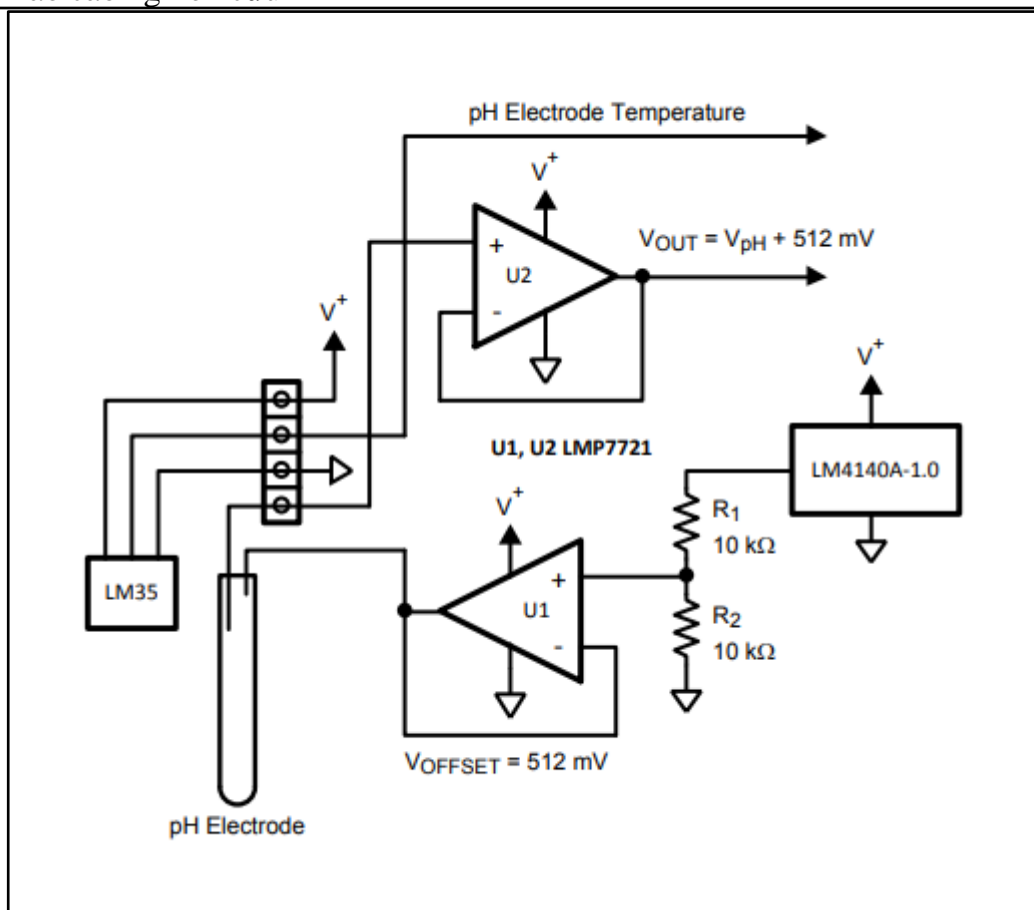 pH Electrode Temperature
V+
VOUT = VpH + 512 mV
+
U2
-
V+
V+
U1, U2 LMP7721
LM4140A-1.0
V+
R1
10 kΩ
+
U1
-
R2
10 kΩ
LM35
VOFFSET = 512 mV
pH Electrode